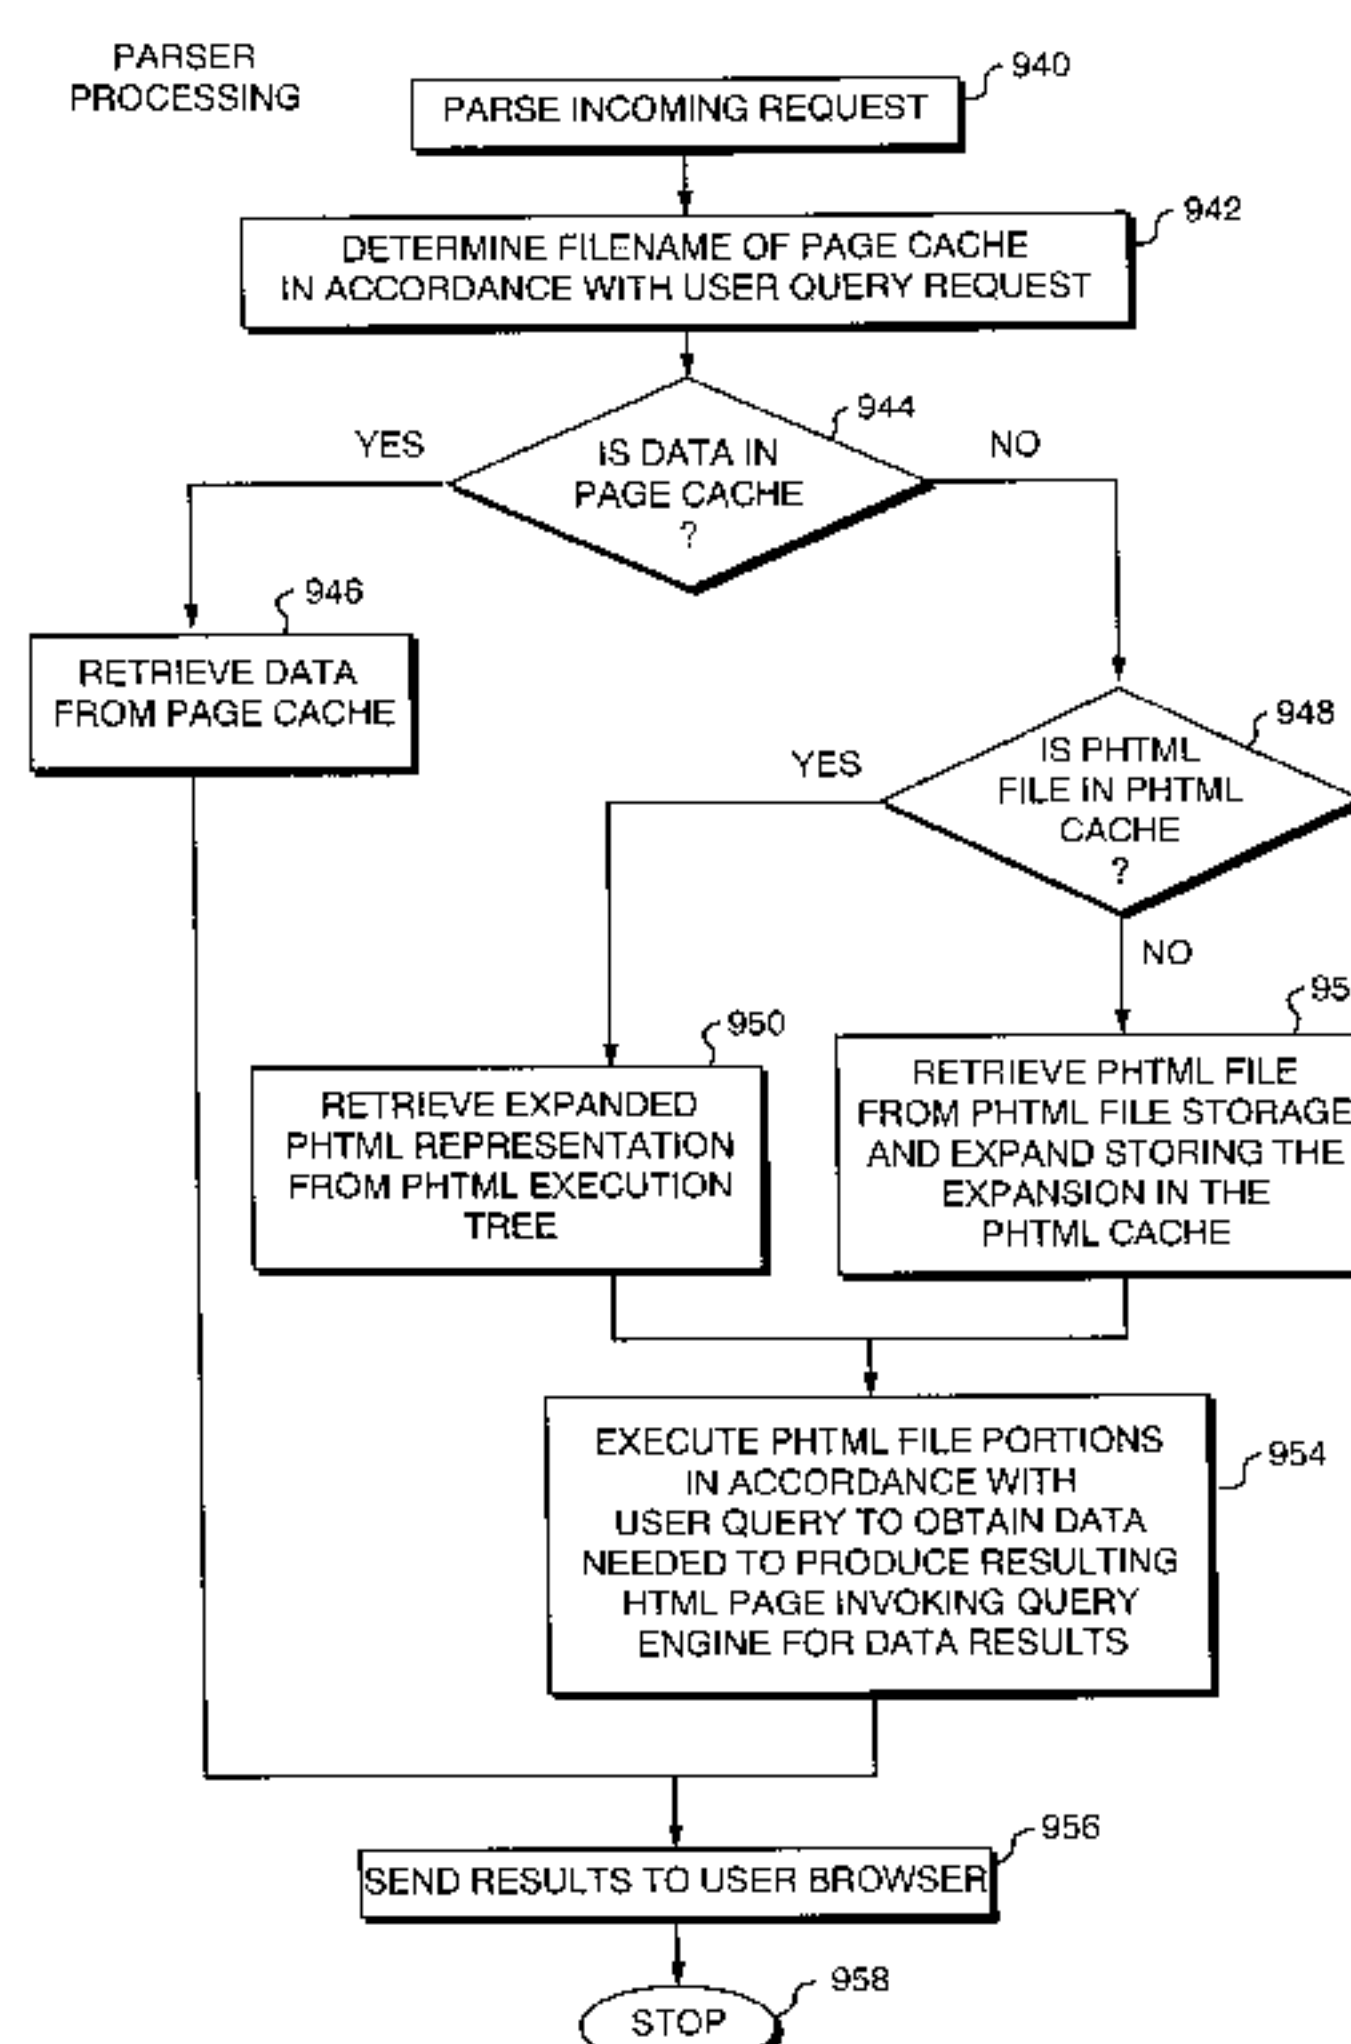 PARSER
PROCESSING
940
PARSE INCOMING REQUEST
942
DETERMINE FILENAME OF PAGE CACHE
IN ACCORDANCE WITH USER QUERY REQUEST
944
YES
IS DATA IN
PAGE CACHE
?
NO
946
RETRIEVE DATA
FROM PAGE CACHE
948
YES
IS PHTML
FILE IN PHTML
CACHE
?
NO
950
RETRIEVE EXPANDED
PHTML REPRESENTATION
FROM PHTML EXECUTION
TREE
RETRIEVE PHTML FILE
FROM PHTML FILE STORAGE
AND EXPAND STORING THE
EXPANSION IN THE
PHTML CACHE
954
EXECUTE PHTML FILE PORTIONS
IN ACCORDANCE WITH
USER QUERY TO OBTAIN DATA
NEEDED TO PRODUCE RESULTING
HTML PAGE INVOKING QUERY
ENGINE FOR DATA RESULTS
956
SEND RESULTS TO USER BROWSER
958
STOP